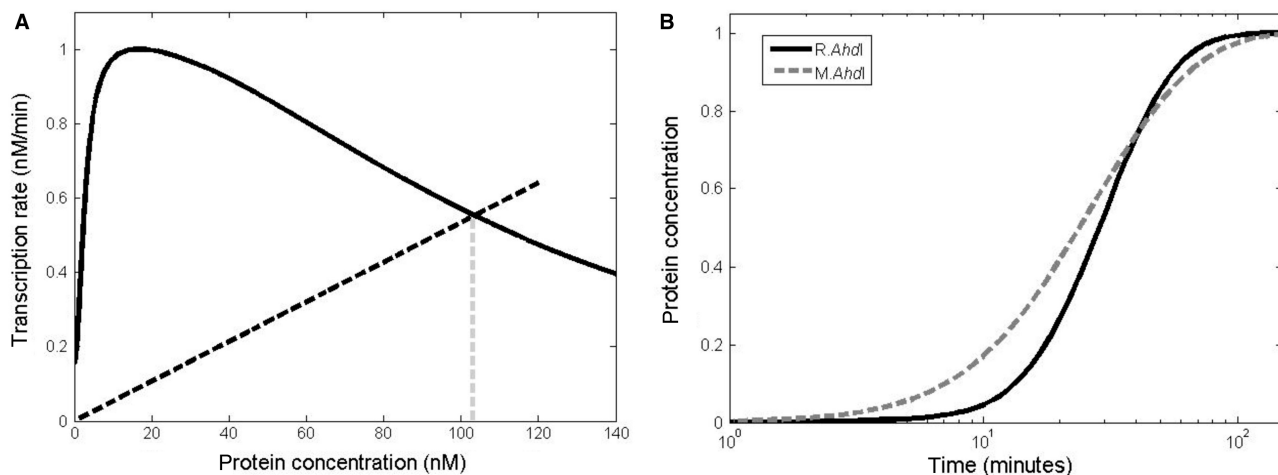 A
Transcription rate (nM/min)
1
0.8
0.6
0.4
0.2
0
0 20 40 60 80 100 120 140
Protein concentration (nM)
B
R.AhdI
M.AhdI
Protein concentration
1
0.8
0.6
0.4
0.2
0
10^0 10^1 10^2
Time (minutes)